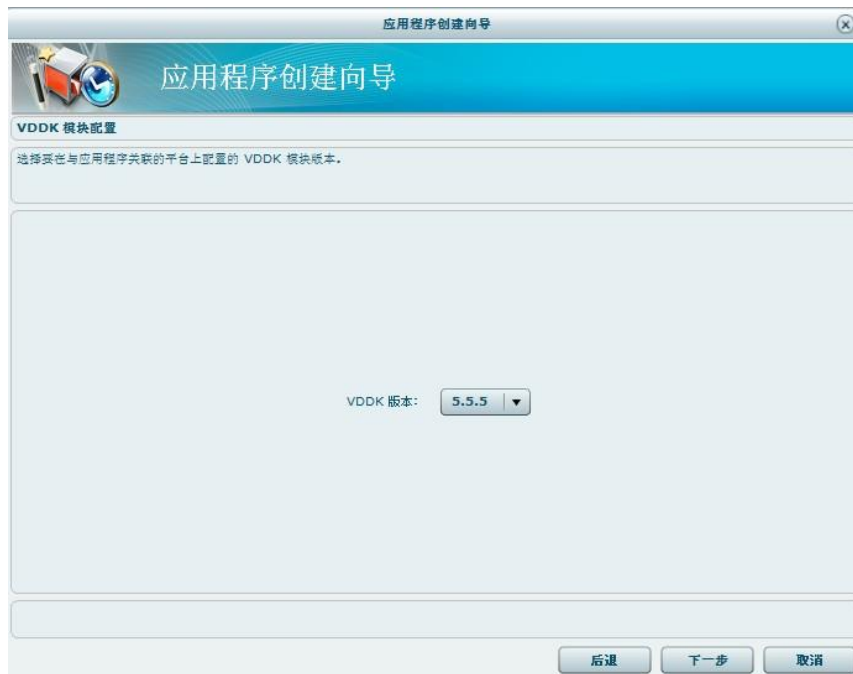 应用程序创建向导
应用程序创建向导
VDDK 模块配置
选择要在与应用程序关联的平台上配置的 VDDK 模块版本。
VDDK 版本： 5.5.5
后退 下一步 取消